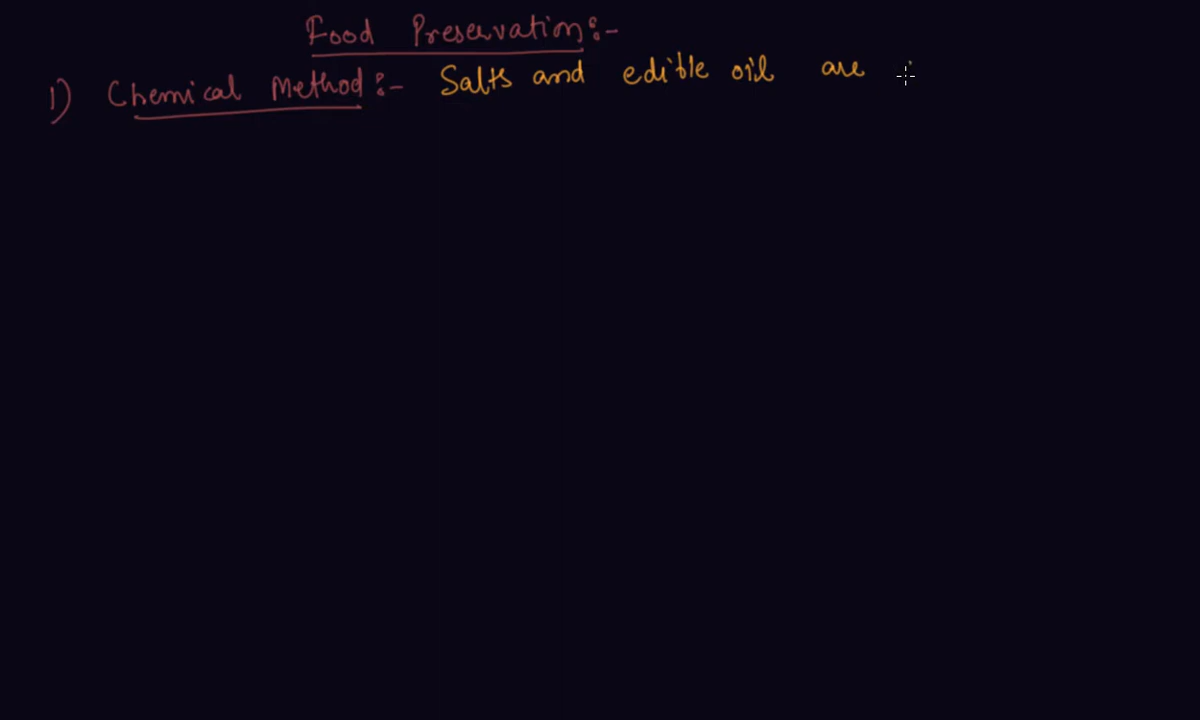 Food Preservation:-
1) Chemical Method:- Salts and edible oil are